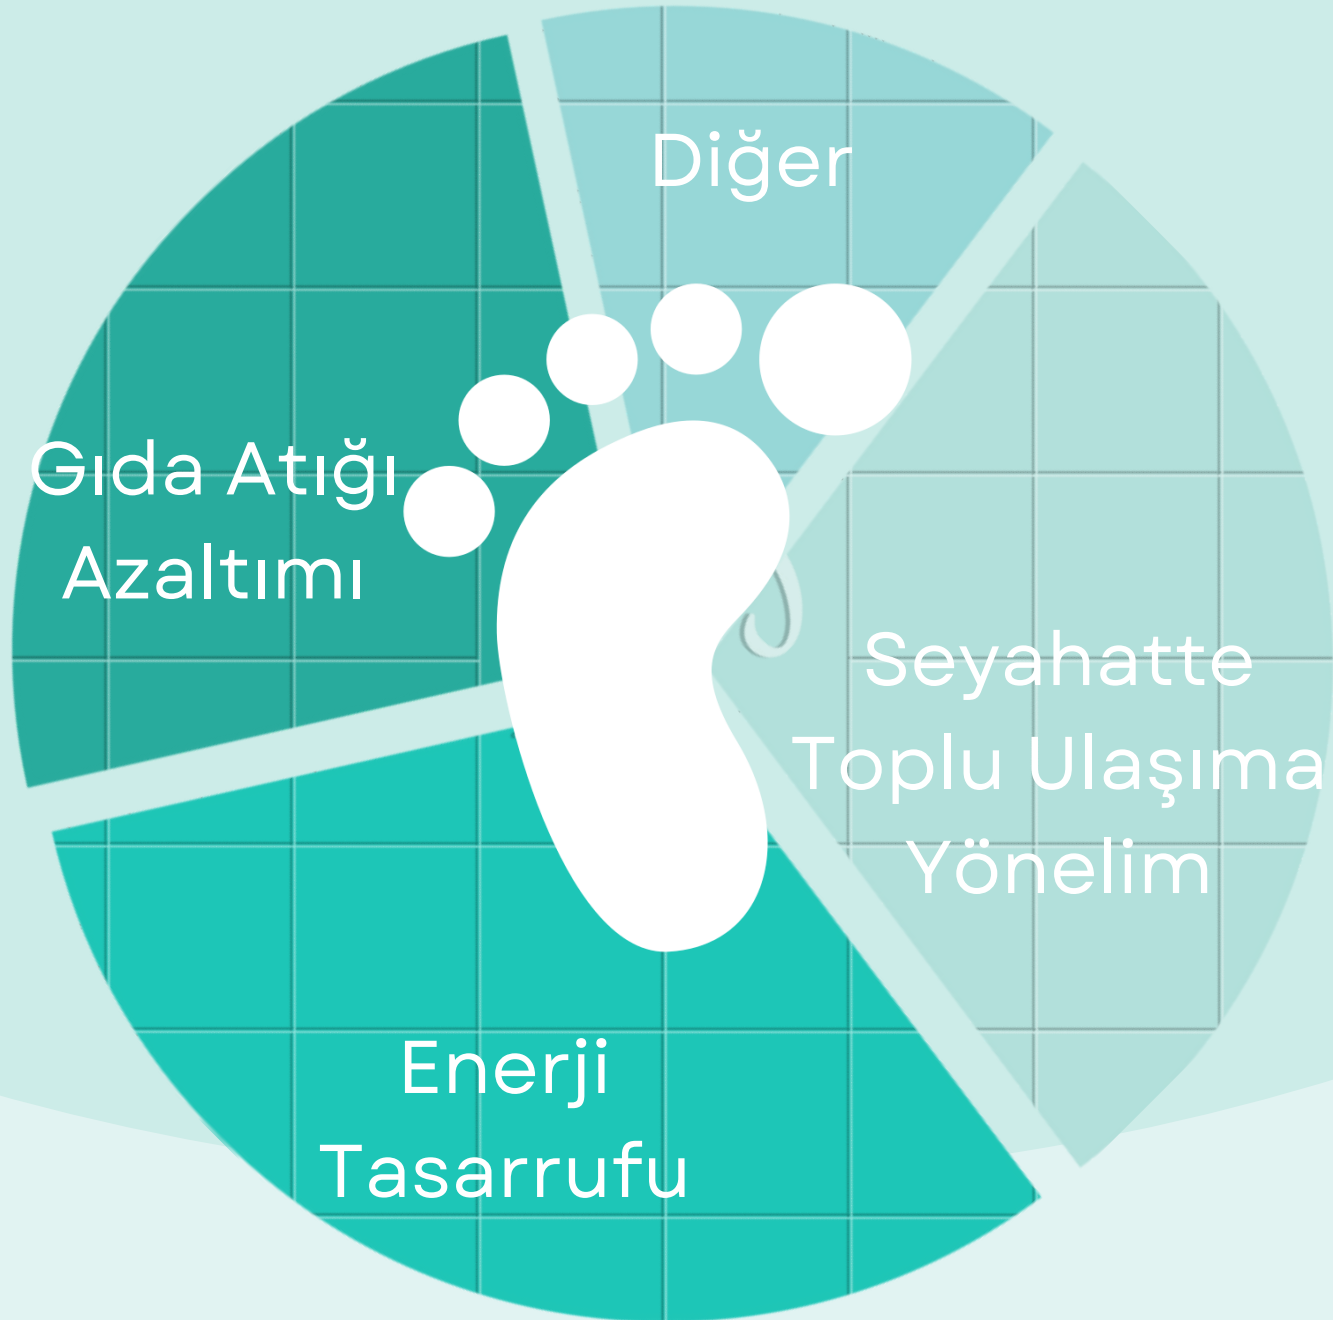 Diğer
Gıda Atığı
Azaltımı
Seyahatte
Toplu Ulaşıma
Yönelim
Enerji
Tasarrufu